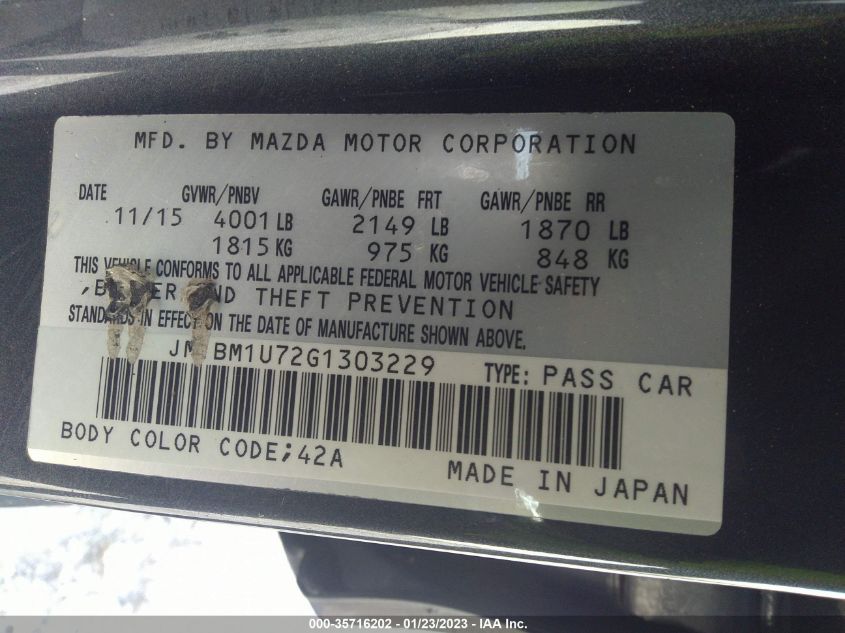 MFD. BY MAZDA MOTOR CORPORATION
DATE GVWR/PNBV GAWR/PNBE FRT GAWR/PNBE RR
11/15 4001 LB 2149 LB 1870 LB
1815 KG 975 KG 848 KG
THIS VEHICLE CONFORMS TO ALL APPLICABLE FEDERAL MOTOR VEHICLE SAFETY
THEFT PREVENTION
STANDARDS IN EFFECT ON THE DATE OF MANUFACTURE SHOWN ABOVE.
BM1U72G1303229 TYPE: PASS CAR
BODY COLOR CODE;42A
MADE IN JAPAN
000-35716202 - 01/23/2023 - IAA Inc.